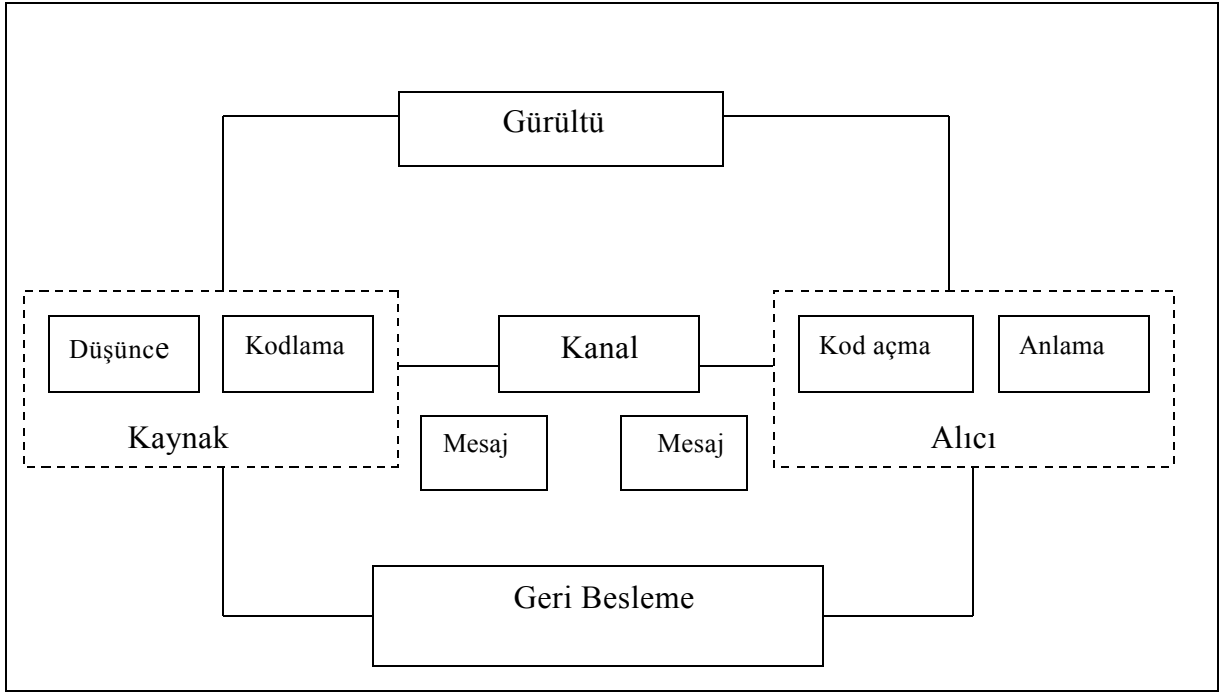 Gürültü
Düşünce
Kodlama
Kanal
Kod açma
Anlama
Kaynak
Mesaj
Mesaj
Alıcı
Geri Besleme